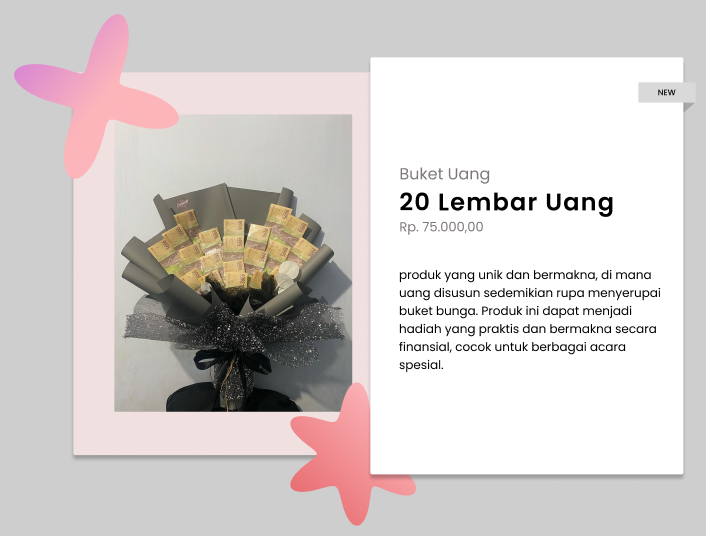 NEW
Buket Uang
20 Lembar Uang
Rp. 75.000,00
produk yang unik dan bermakna, di mana
uang disusun sedemikian rupa menyerupai
buket bunga. Produk ini dapat menjadi
hadiah yang praktis dan bermakna secara
finansial, cocok untuk berbagai acara
spesial.